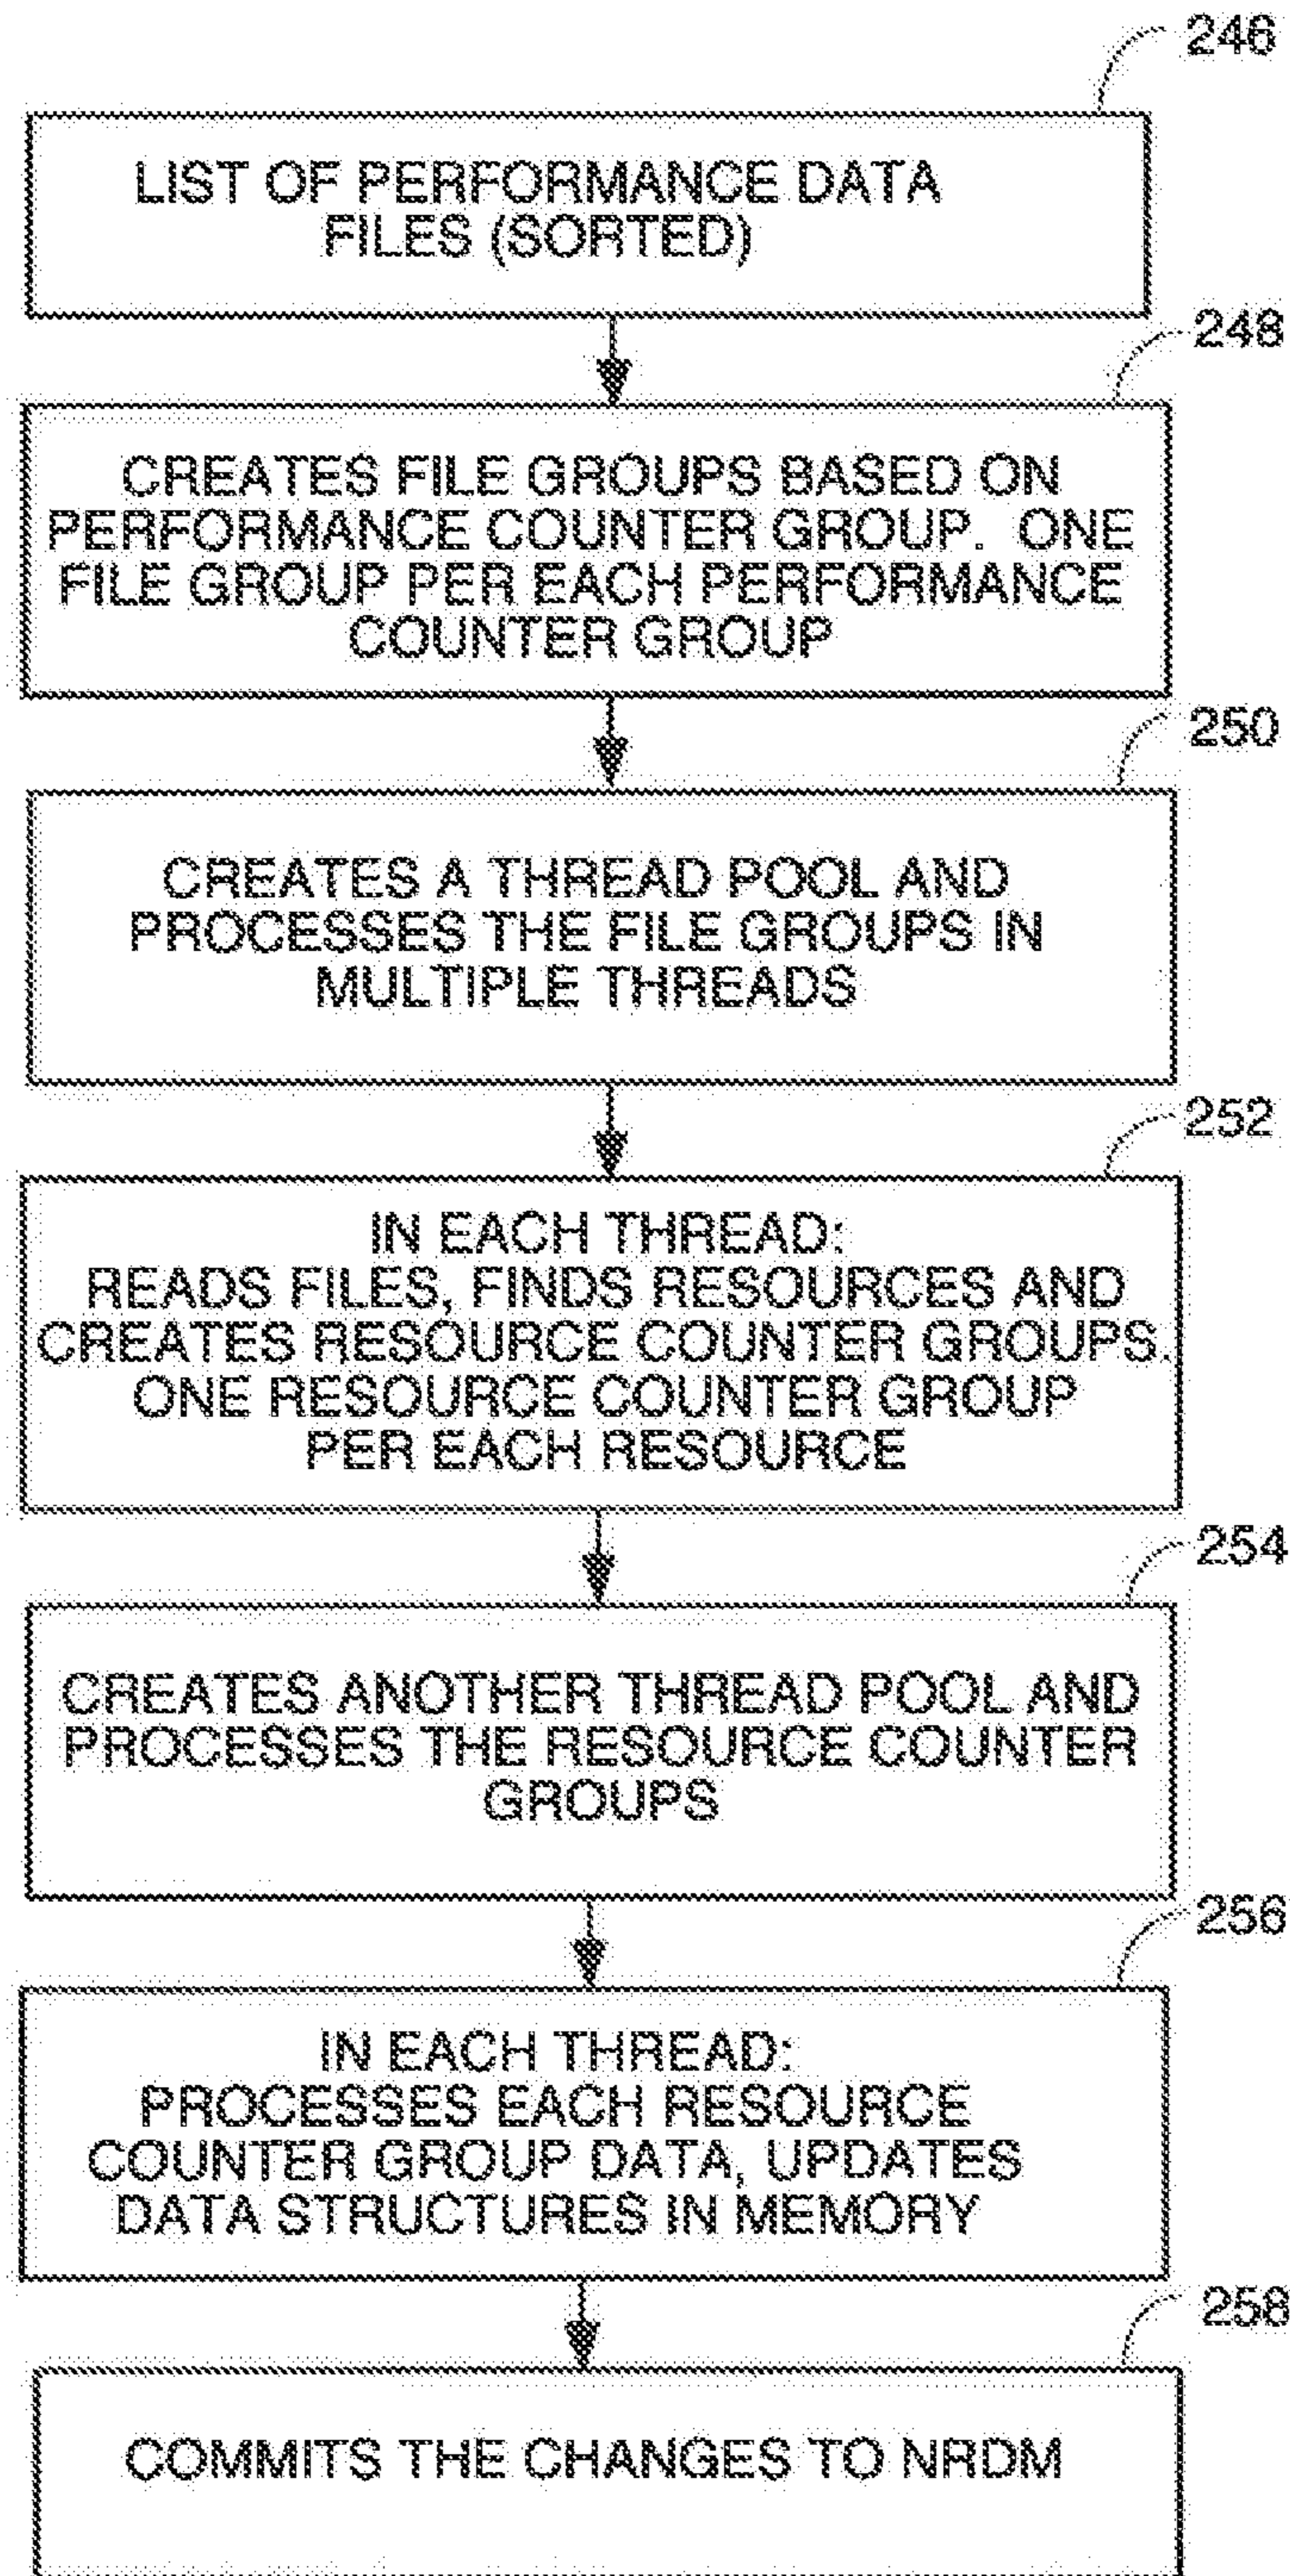 246
LIST OF PERFORMANCE DATA
FILES (SORTED)
248
CREATES FILE GROUPS BASED ON
PERFORMANCE COUNTER GROUP. ONE
FILE GROUP PER EACH PERFORMANCE
COUNTER GROUP
250
CREATES A THREAD POOL AND
PROCESSES THE FILE GROUPS IN
MULTIPLE THREADS
252
IN EACH THREAD:
READS FILES, FINDS RESOURCES AND
CREATES RESOURCE COUNTER GROUPS.
ONE RESOURCE COUNTER GROUP
PER EACH RESOURCE
254
CREATES ANOTHER THREAD POOL AND
PROCESSES THE RESOURCE COUNTER
GROUPS
256
IN EACH THREAD:
PROCESSES EACH RESOURCE
COUNTER GROUP DATA, UPDATES
DATA STRUCTURES IN MEMORY
258
COMMITS THE CHANGES TO NRDM